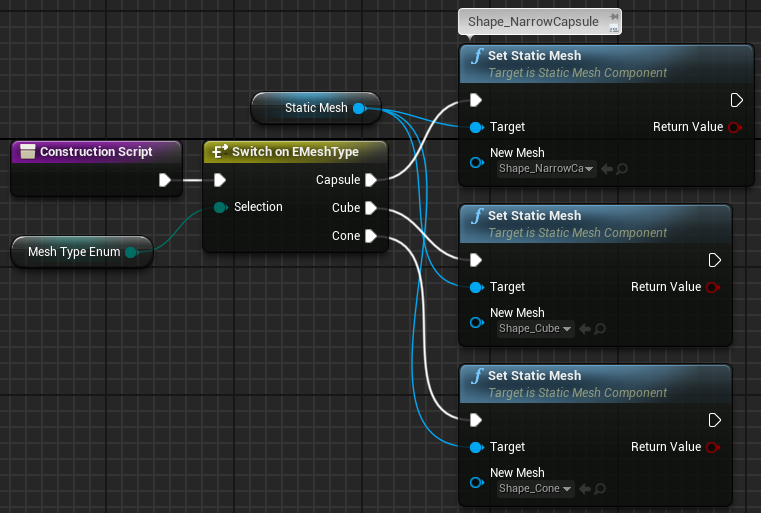 Shape_NarrowCapsule
Set Static Mesh
Target is Static Mesh Component
Static Mesh
Target
Return Value
New Mesh
Shape_NarrowCa
Construction Script
Switch on EMeshType
Capsule
Selection
Cube
Cone
Mesh Type Enum
Set Static Mesh
Target is Static Mesh Component
Target
Return Value
New Mesh
Shape_Cube
Set Static Mesh
Target is Static Mesh Component
Target
Return Value
New Mesh
Shape_Cone